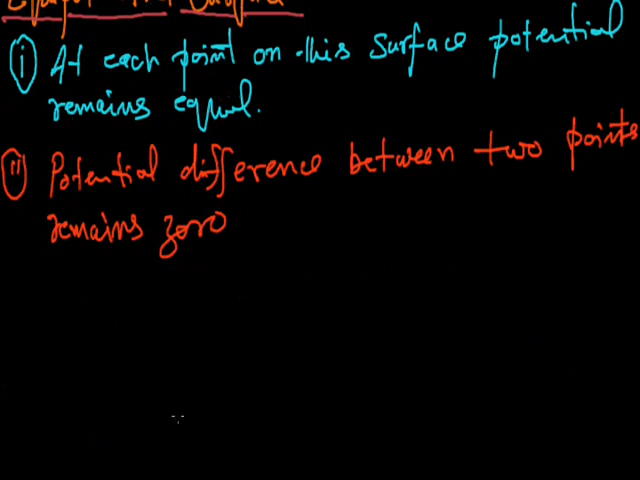 (i) At each point on this surface potential
remains equal.
(ii) Potential difference between two points
remains zero